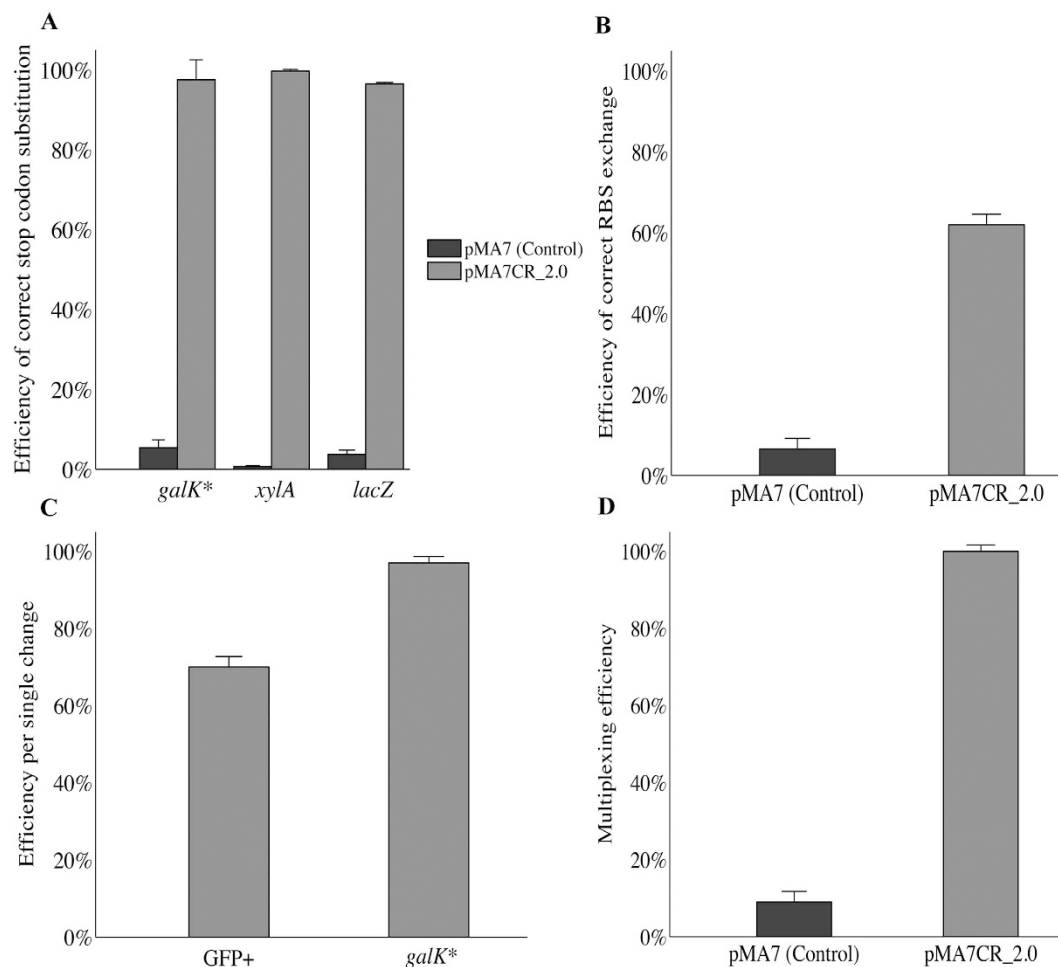 A
Efficiency of correct stop codon substitution
100%
80%
60%
40%
20%
0%
galK*
xylA
lacZ
pMA7 (Control)
pMA7CR_2.0
B
Efficiency of correct RBS exchange
100%
80%
60%
40%
20%
0%
pMA7 (Control)
pMA7CR_2.0
C
Efficiency per single change
100%
80%
60%
40%
20%
0%
GFP+
galK*
D
Multiplexing efficiency
100%
80%
60%
40%
20%
0%
pMA7 (Control)
pMA7CR_2.0